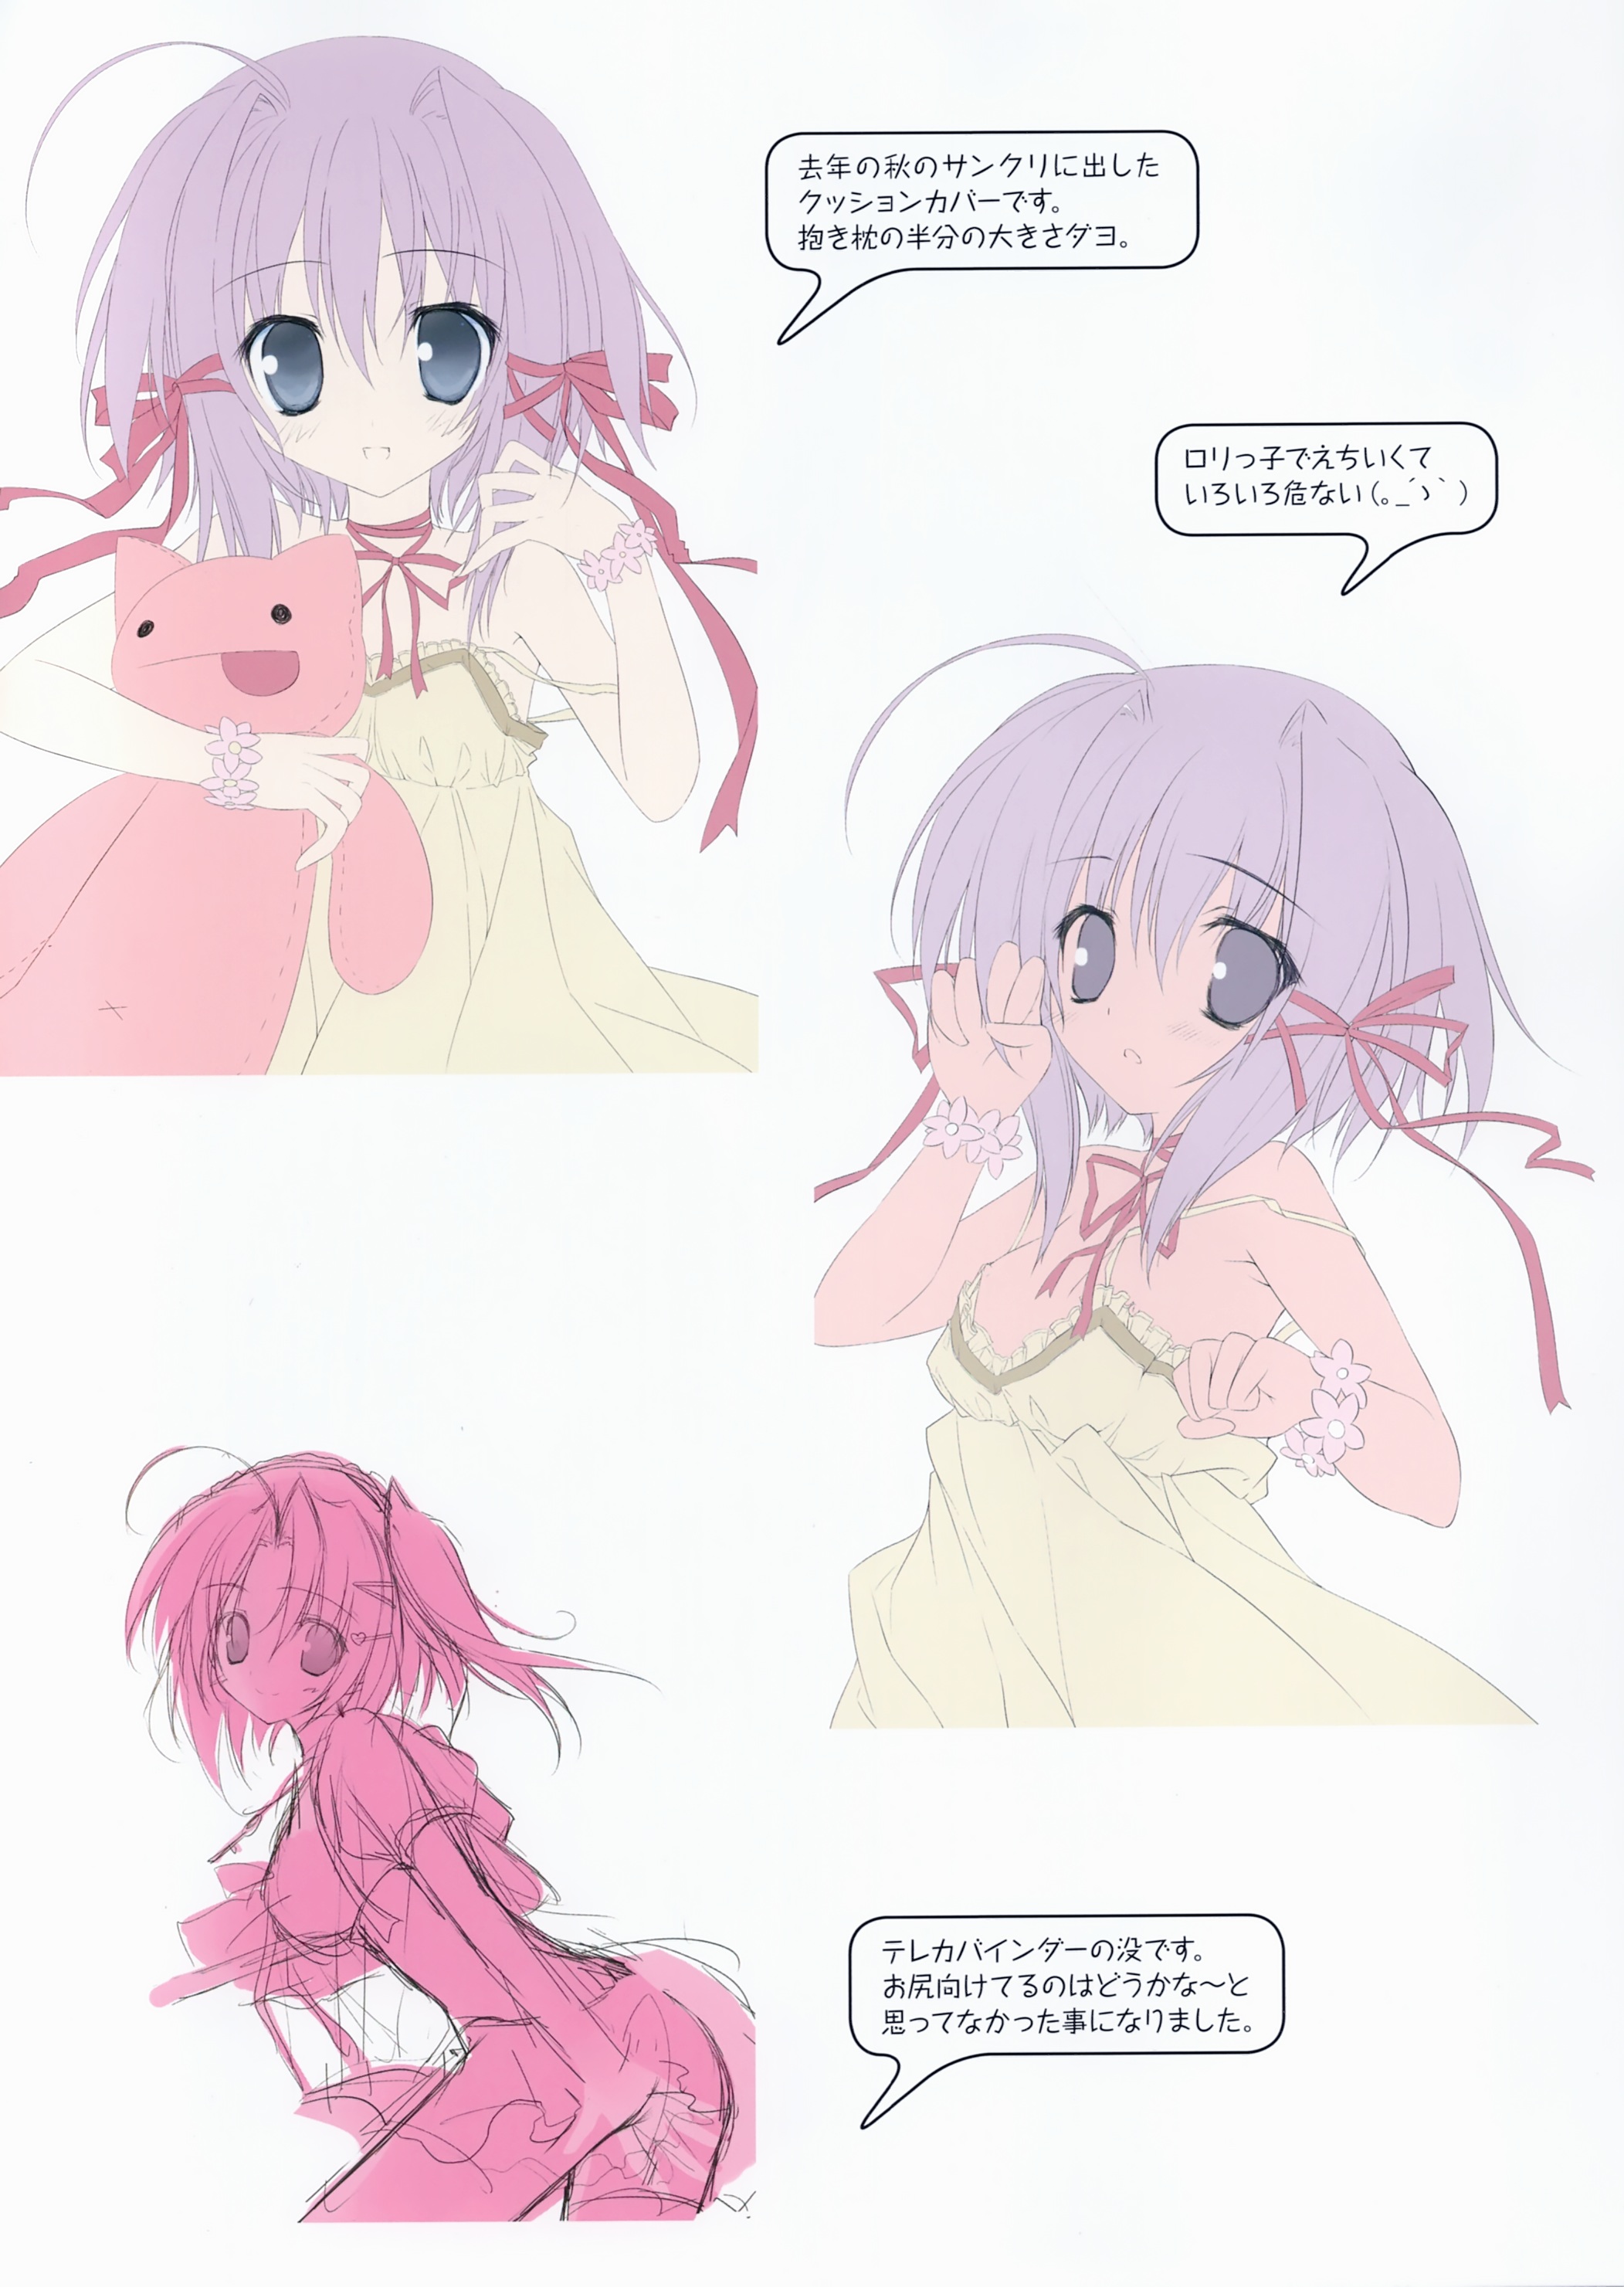 去年の秋のサンクリに出した
クッションカバーです。
抱き枕の半分の大きさダヨ。
ロリっ子でえちいくて
いろいろ危ない(｡_´ゝ｀)
テレカバインダーの没です。
お尻向けてるのはどうかな～と
思ってなかった事になりました。